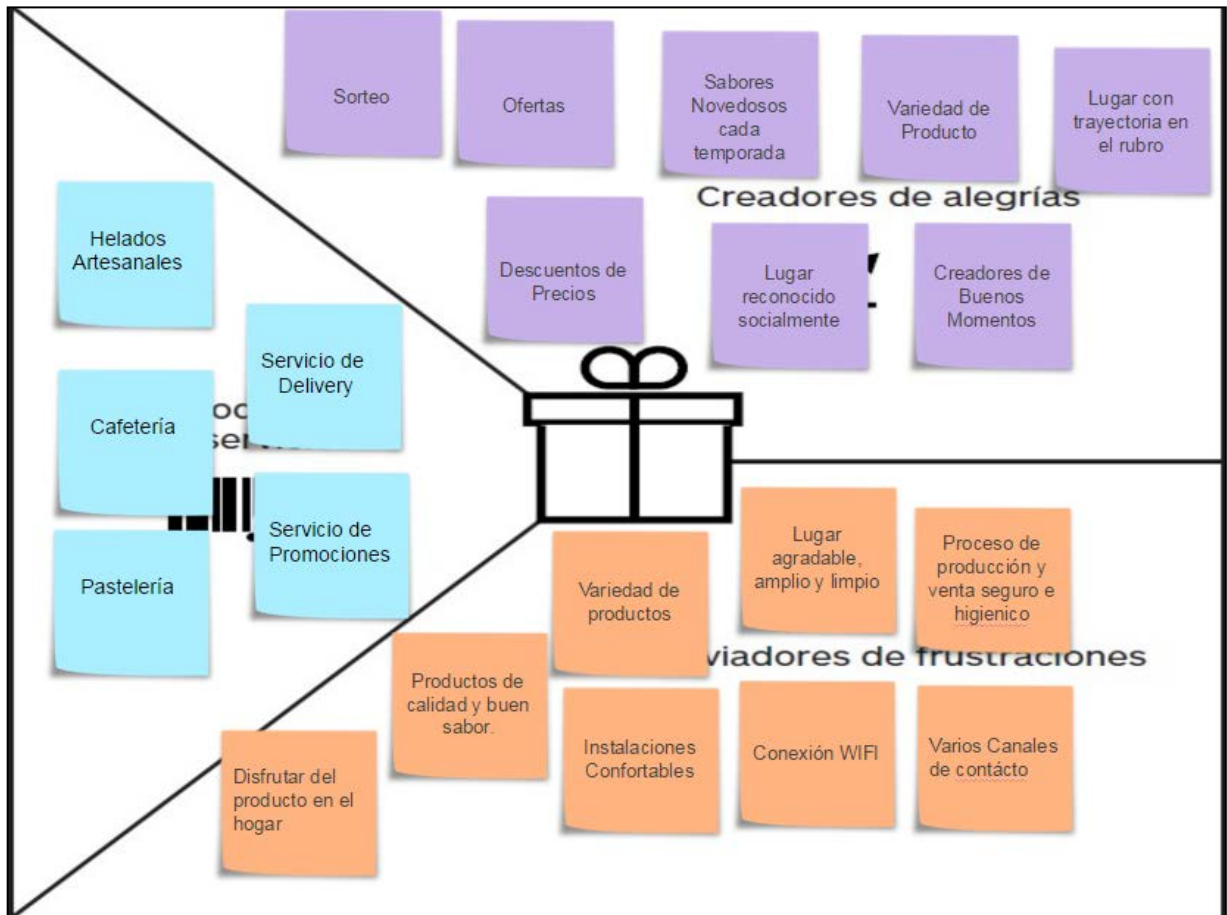 Sorteo
Ofertas
Sabores
Novedosos
cada
temporada
Variedad de
Producto
Lugar con
trayectoria en
el rubro
Creadores de alegrías
Descuentos de
Precios
Lugar
reconocido
socialmente
Creadores de
Buenos
Momentos
Helados
Artesanales
Servicio de
Delivery
Cafetería
Servicio de
Promociones
Pastelería
Variedad de
productos
Lugar
agradable,
amplio y limpio
Proceso de
producción y
venta seguro e
higienico
viadores de frustraciones
Productos de
calidad y buen
sabor.
Instalaciones
Confortables
Conexión WIFI
Varios Canales
de contácto
Disfrutar del
producto en el
hogar